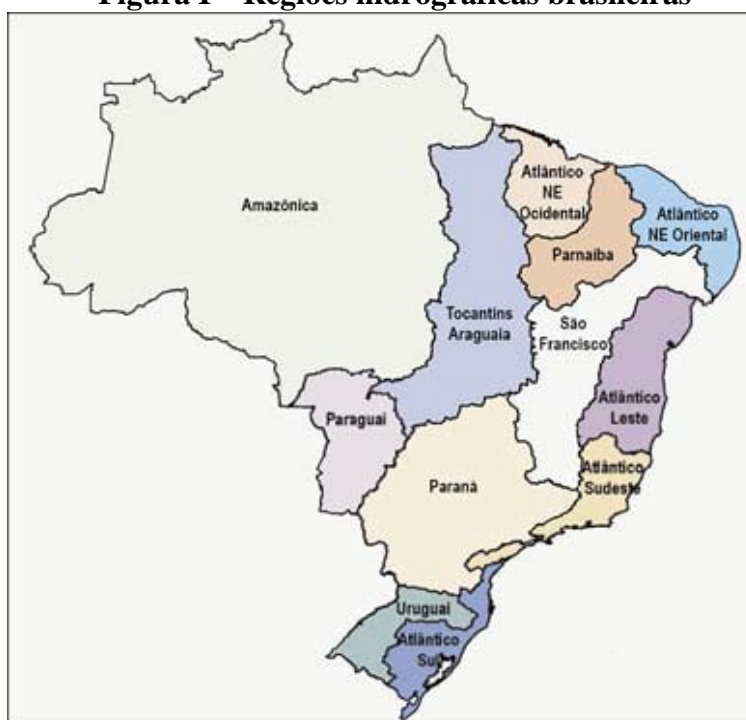 Figura 1 – Regiões hidrográficas brasileiras
Amazônica
Atlântico
NE
Ocidental
Atlântico
NE Oriental
Parnaíba
Tocantins
Araguaia
São
Francisco
Atlântico
Leste
Paraguai
Atlântico
Sudeste
Paraná
Uruguai
Atlântico
Sul